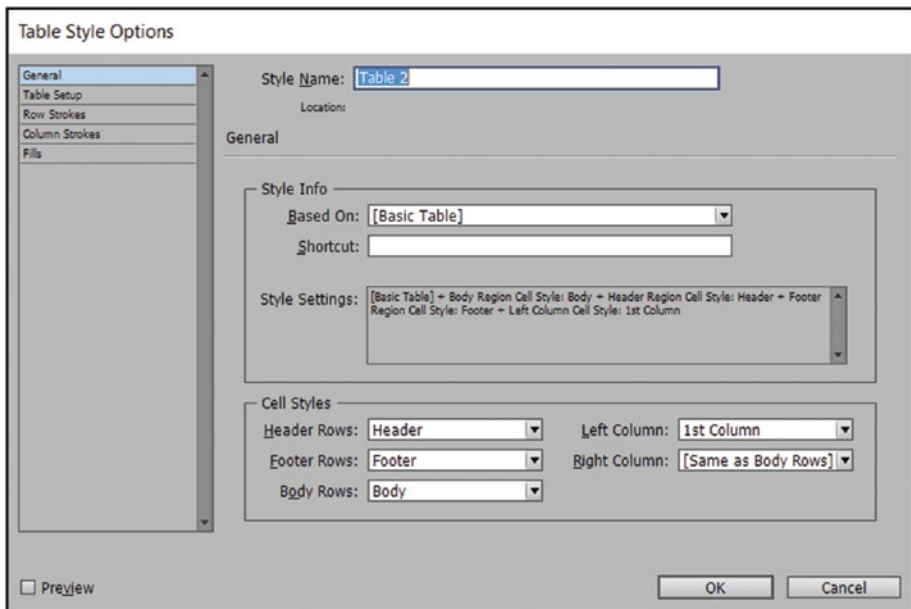 Table Style Options
General
Table Setup
Row Strokes
Column Strokes
Fills
Style Name: Table 2
Location:
General
Style Info
Based On: [Basic Table]
Shortcut:
Style Settings: [Basic Table] + Body Region Cell Style: Body + Header Region Cell Style: Header + Footer
Region Cell Style: Footer + Left Column Cell Style: 1st Column
Cell Styles
Header Rows: Header Left Column: 1st Column
Footer Rows: Footer Right Column: [Same as Body Rows]
Body Rows: Body
Preview OK Cancel